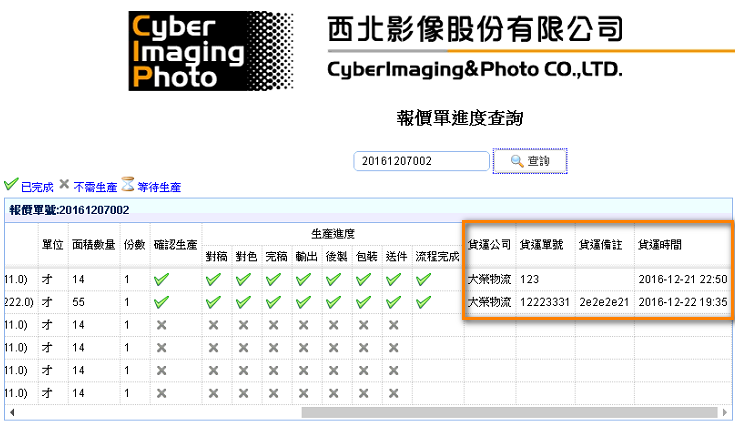 Cyber
Imaging
Photo
西北影像股份有限公司
CyberImaging&Photo CO.,LTD.
報價單進度查詢
20161207002 查詢
已完成 不需生產 等待生產
報價單號:20161207002
單位 面積數量 份數 確認生產 生產進度 貨運公司 貨運單號 貨運備註 貨運時間
對稿 對色 完稿 輸出 後製 包裝 送件 流程完成
11.0) 才 14 1 大榮物流 123 2016-12-21 22:50
222.0) 才 55 1 大榮物流 12223331 2e2e2e21 2016-12-22 19:35
11.0) 才 14 1
11.0) 才 14 1
11.0) 才 14 1
11.0) 才 14 1